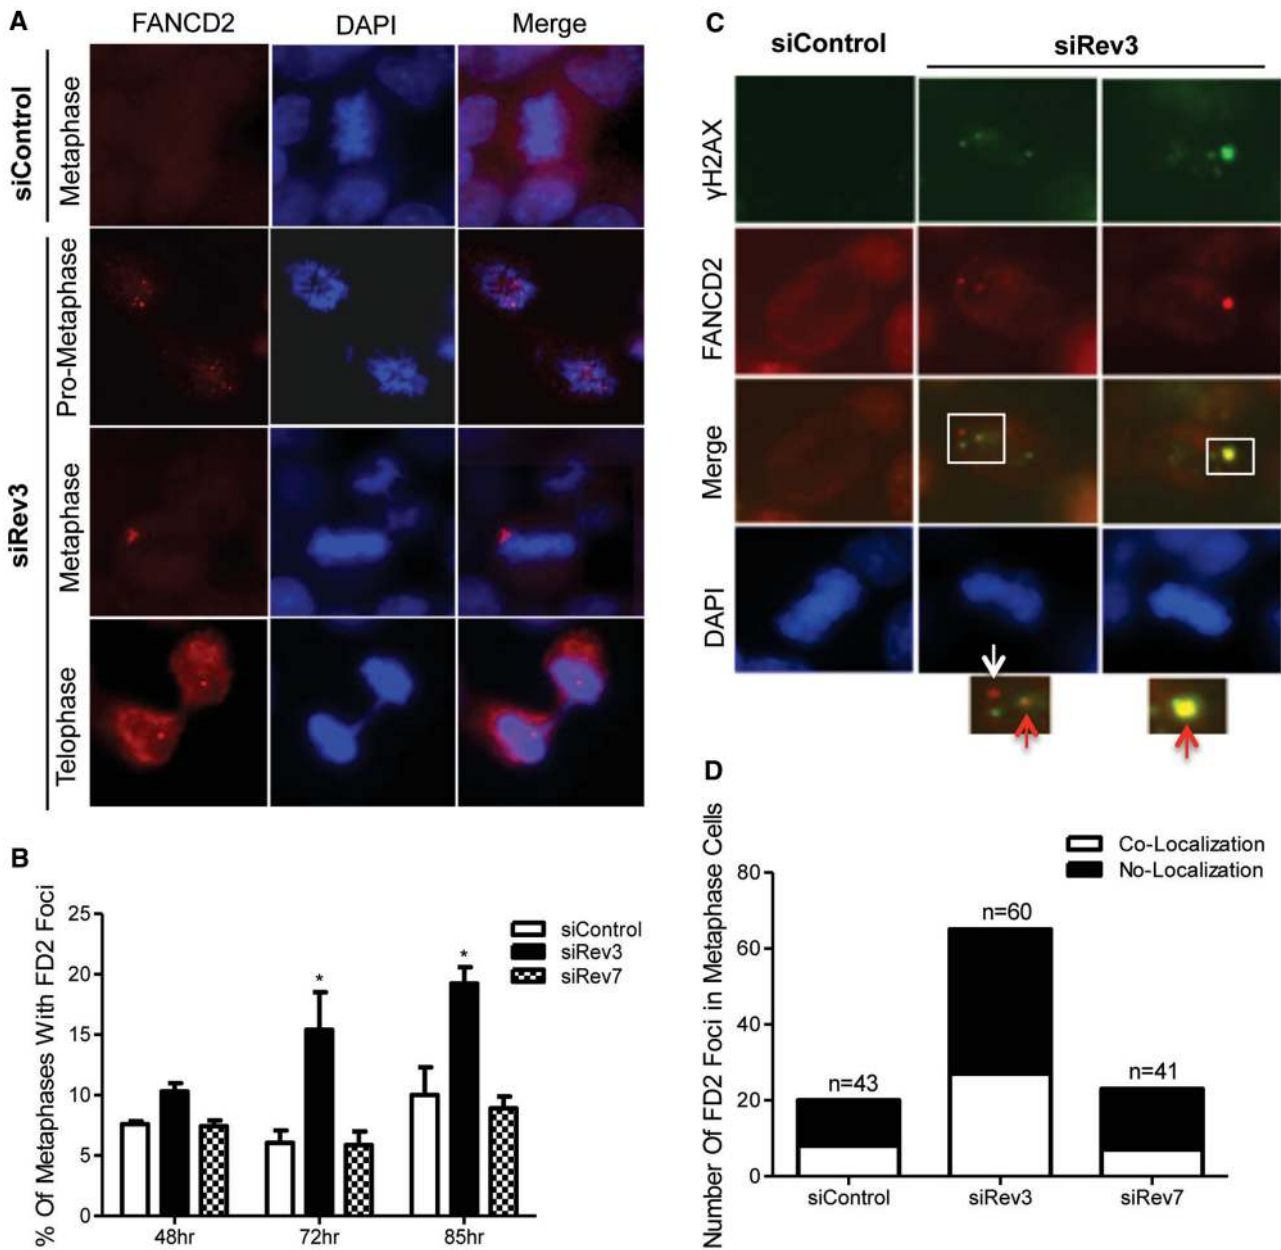 A
FANCD2
DAPI
Merge
siControl
Metaphase
siRev3
Pro-Metaphase
Metaphase
Telophase
B
% Of Metaphases With FD2 Foci
25
20
15
10
5
0
*
*
48hr
72hr
85hr
siControl
siRev3
siRev7
C
siControl
siRev3
γH2AX
FANCD2
Merge
DAPI
D
Number Of FD2 Foci in Metaphase Cells
Co-Localization
No-Localization
80
60
40
20
0
n=43
n=60
n=41
siControl
siRev3
siRev7